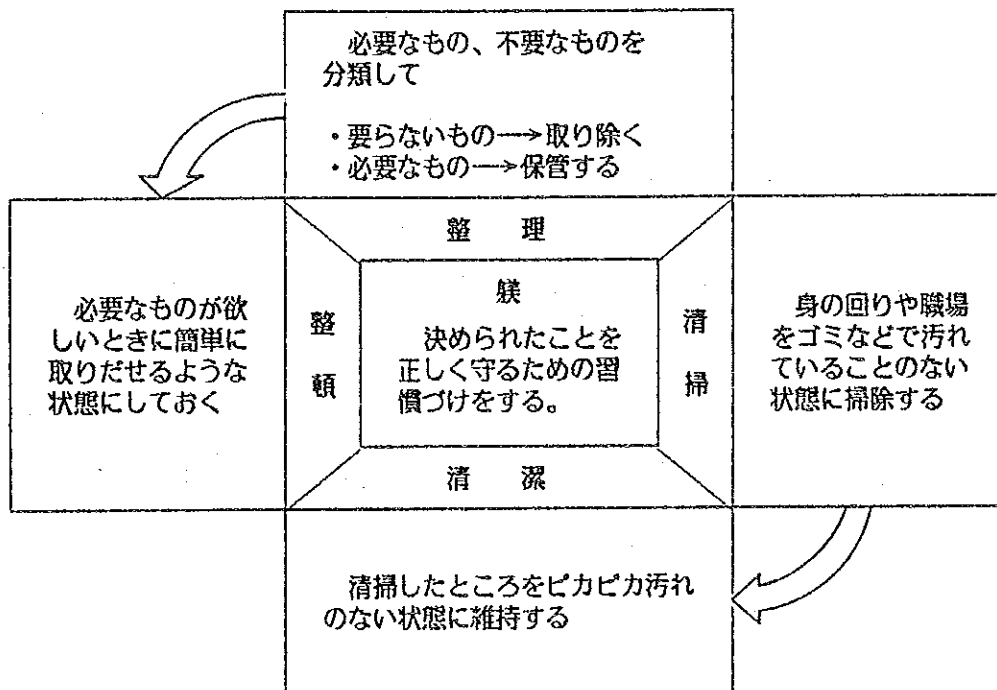 必要なもの、不要なものを
分類して
・要らないもの→取り除く
・必要なもの→保管する
整理
必要なものが欲
しいときに簡単に
取りだせるような
状態にしておく
整
頓
躾
決められたことを
正しく守るための習
慣づけをする。
清
掃
身の回りや職場
をゴミなどで汚れ
ていることのない
状態に掃除する
清潔
清掃したところをピカピカ汚れ
のない状態に維持する